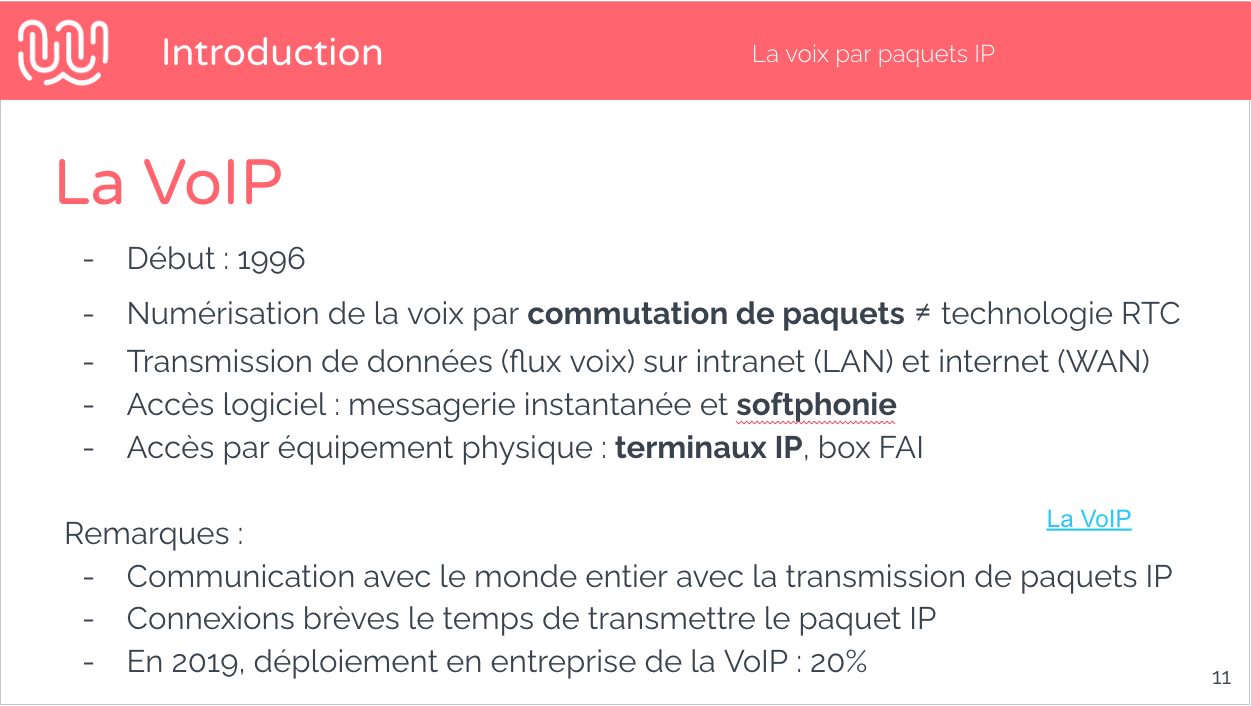 Introduction
La voix par paquets IP
La VoIP
- Début : 1996
- Numérisation de la voix par commutation de paquets ≠ technologie RTC
- Transmission de données (flux voix) sur intranet (LAN) et internet (WAN)
- Accès logiciel : messagerie instantanée et softphonie
- Accès par équipement physique : terminaux IP, box FAI
La VoIP
Remarques :
- Communication avec le monde entier avec la transmission de paquets IP
- Connexions brèves le temps de transmettre le paquet IP
- En 2019, déploiement en entreprise de la VoIP : 20%
11